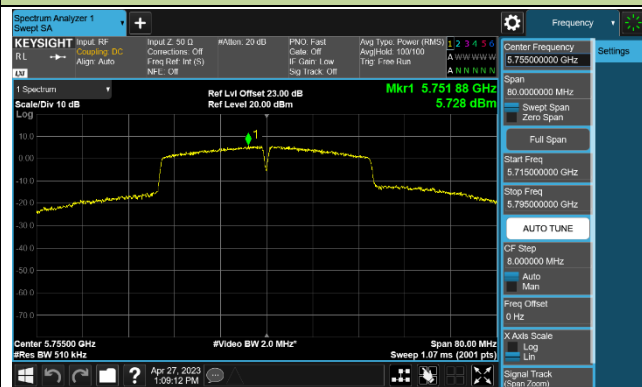 Spectrum Analyzer 1
Swept SA
+
Frequency
KEYSIGHT
RL
LXI
Input: RF
Coupling: DC
Align: Auto
Input Z: 50 Ω
Corrections: Off
Freq Ref: Int (S)
NFE: Off
#Atten: 20 dB
PNO: Fast
Gate: Off
IF Gain: Low
Sig Track: Off
Avg Type: Power (RMS)
Avg|Hold: 100/100
Trig: Free Run
1 2 3 4 5 6
A W W W W W
A N N N N N
1 Spectrum
Scale/Div 10 dB
Log
Ref Lvl Offset 23.00 dB
Ref Level 20.00 dBm
Mkr1 5.751 88 GHz
5.728 dBm
1
10.0
0.00
-10.0
-20.0
-30.0
-40.0
-50.0
-60.0
-70.0
Center 5.75500 GHz
#Res BW 510 kHz
#Video BW 2.0 MHz*
Span 80.00 MHz
Sweep 1.07 ms (2001 pts)
Center Frequency
5.755000000 GHz
Settings
Span
80.0000000 MHz
Swept Span
Zero Span
Full Span
Start Freq
5.715000000 GHz
Stop Freq
5.795000000 GHz
AUTO TUNE
CF Step
8.000000 MHz
Auto
Man
Freq Offset
0 Hz
X Axis Scale
Log
Lin
Signal Track
(Span Zoom)
?
Apr 27, 2023
1:09:12 PM